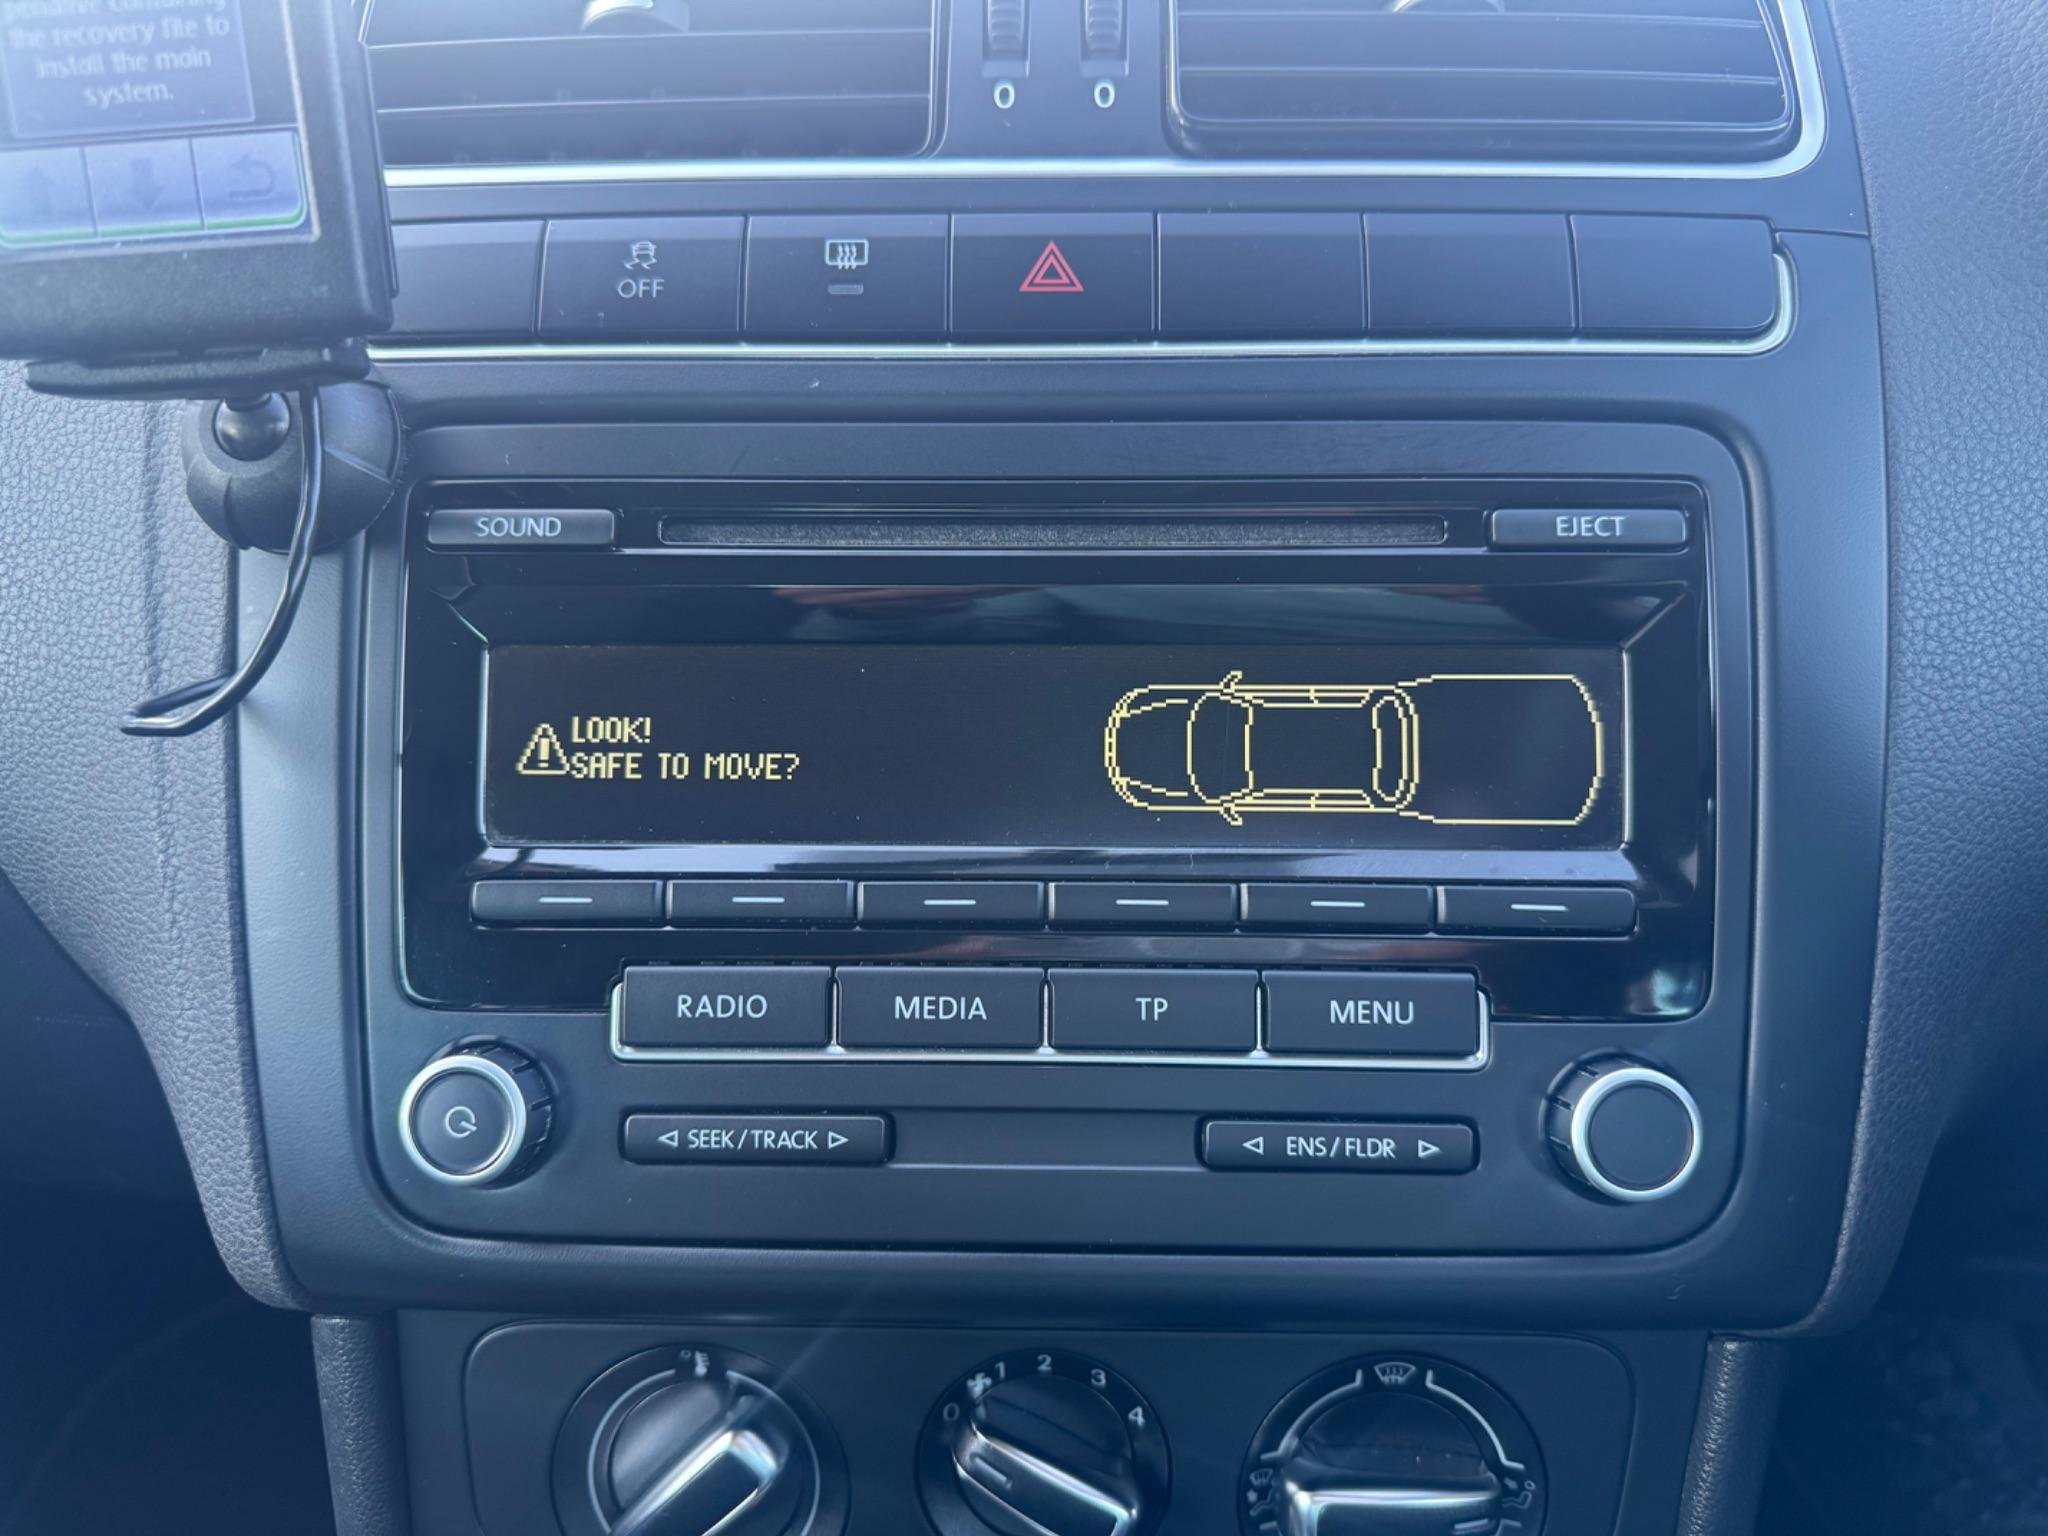 the recovery file to
install the main
system.
0 0
OFF
SOUND
EJECT
LOOK!
SAFE TO MOVE?
RADIO MEDIA TP MENU
SEEK/TRACK
ENS/FLDR
0 1 2 3 4